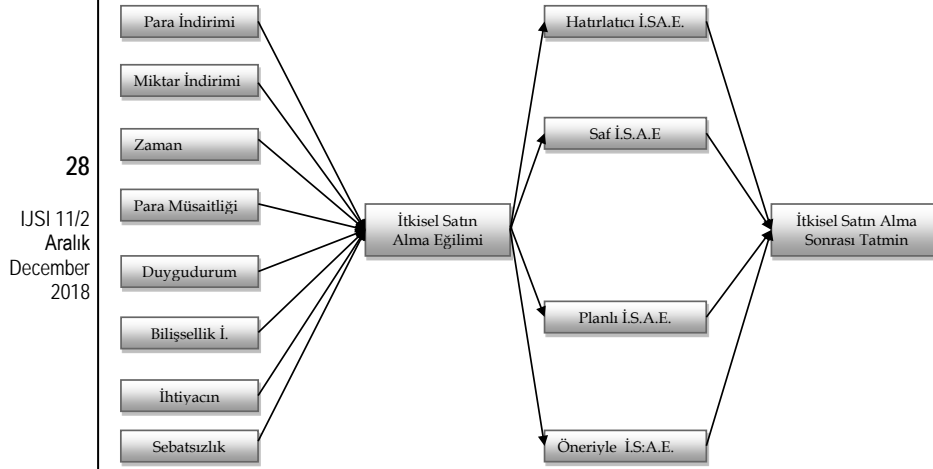 28
IJSI 11/2
Aralık
December
2018
Para İndirimi
Miktar İndirimi
Zaman
Para Müsaitliği
Duygudurum
Bilişsellik İ.
İhtiyacın
Sebatsızlık
İtkisel Satın
Alma Eğilimi
Hatırlatıcı İ.SA.E.
Saf İ.S.A.E
Planlı İ.S.A.E.
Öneriyle İ.S:A.E.
İtkisel Satın Alma
Sonrası Tatmin